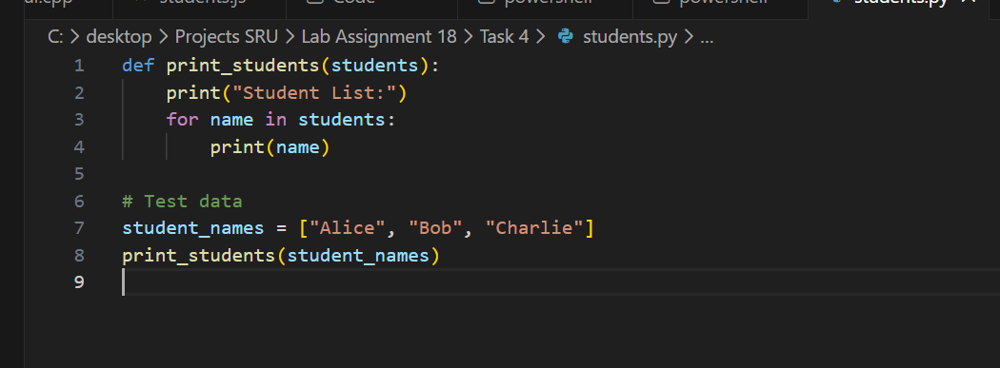 students.js Code powershell powershell students.py
C: > desktop > Projects SRU > Lab Assignment 18 > Task 4 > students.py > ...
1 def print_students(students):
2     print("Student List:")
3     for name in students:
4         print(name)
5
6 # Test data
7 student_names = ["Alice", "Bob", "Charlie"]
8 print_students(student_names)
9